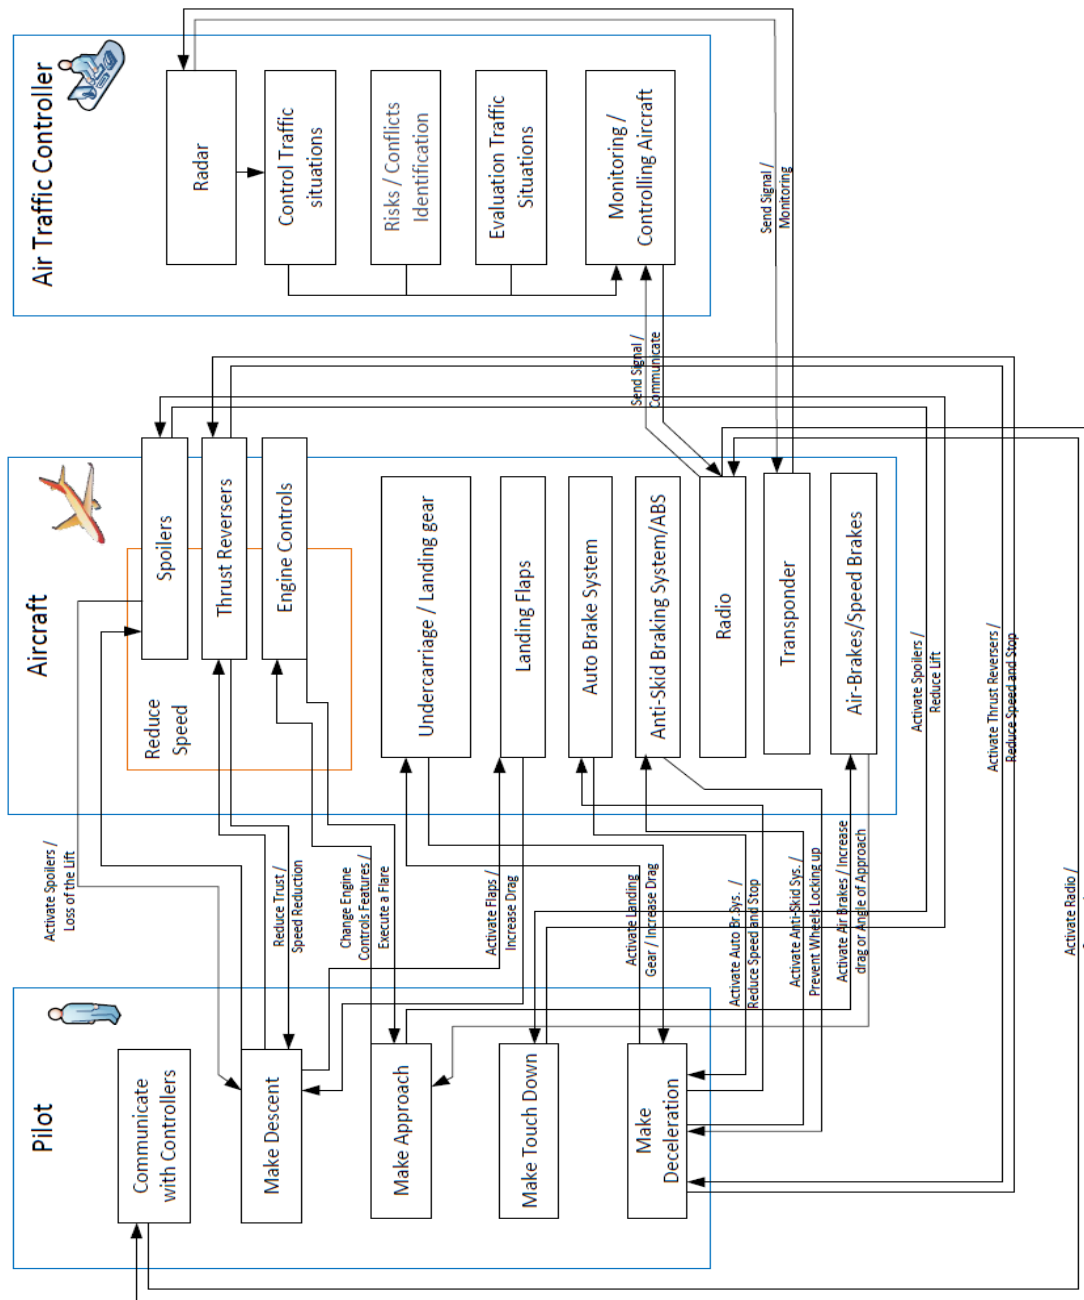 Pilot
Communicate
with Controllers
Make Descent
Make Approach
Make Touch Down
Make
Deceleration
Activate Spoilers /
Loss of the Lift
Reduce Trust /
Speed Reduction
Change Engine
Controls Features /
Execute a Flare
Activate Flaps /
Increase Drag
Activate Landing
Gear / Increase Drag
Activate Auto Br.Sys. /
Reduce Speed and Stop
Activate Anti-Skid Sys. /
Prevent Wheels Locking up
Activate Air Brakes / Increase
drag or Angle of Approach
Activate Spoilers /
Reduce Lift
Activate Thrust Reversers /
Reduce Speed and Stop
Activate Radio /
Aircraft
Reduce
Speed
Spoilers
Thrust Reversers
Engine Controls
Undercarriage / Landing gear
Landing Flaps
Auto Brake System
Anti-Skid Braking System/ABS
Radio
Transponder
Air-Brakes/Speed Brakes
Send Signal /
Communicate
Send Signal /
Monitoring
Air Traffic Controller
Radar
Control Traffic
situations
Risks / Conflicts
Identification
Evaluation Traffic
Situations
Monitoring /
Controlling Aircraft